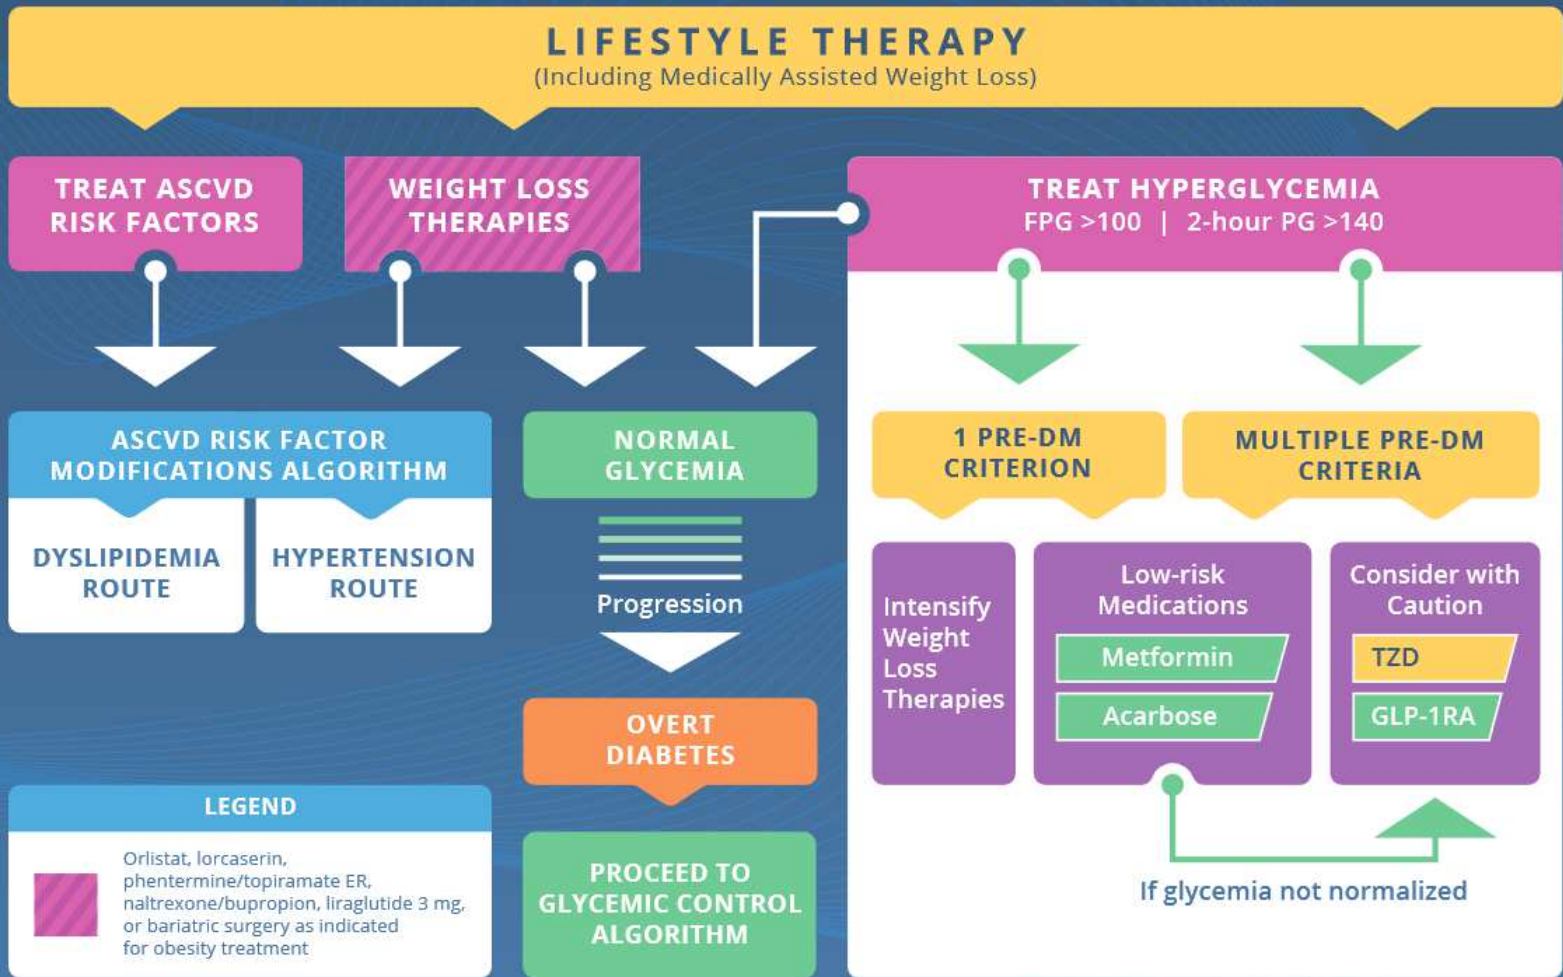 LIFESTYLE THERAPY
(Including Medically Assisted Weight Loss)
TREAT ASCVD
RISK FACTORS
WEIGHT LOSS
THERAPIES
TREAT HYPERGLYCEMIA
FPG >100 | 2-hour PG >140
ASCVD RISK FACTOR
MODIFICATIONS ALGORITHM
DYSLIPIDEMIA
ROUTE
HYPERTENSION
ROUTE
NORMAL
GLYCEMIA
Progression
OVERT
DIABETES
PROCEED TO
GLYCEMIC CONTROL
ALGORITHM
1 PRE-DM
CRITERION
MULTIPLE PRE-DM
CRITERIA
Intensify
Weight
Loss
Therapies
Low-risk
Medications
Metformin
Acarbose
Consider with
Caution
TZD
GLP-1RA
If glycemia not normalized
LEGEND
Orlistat, lorcaserin,
phentermine/topiramate ER,
naltrexone/bupropion, liraglutide 3 mg,
or bariatric surgery as indicated
for obesity treatment